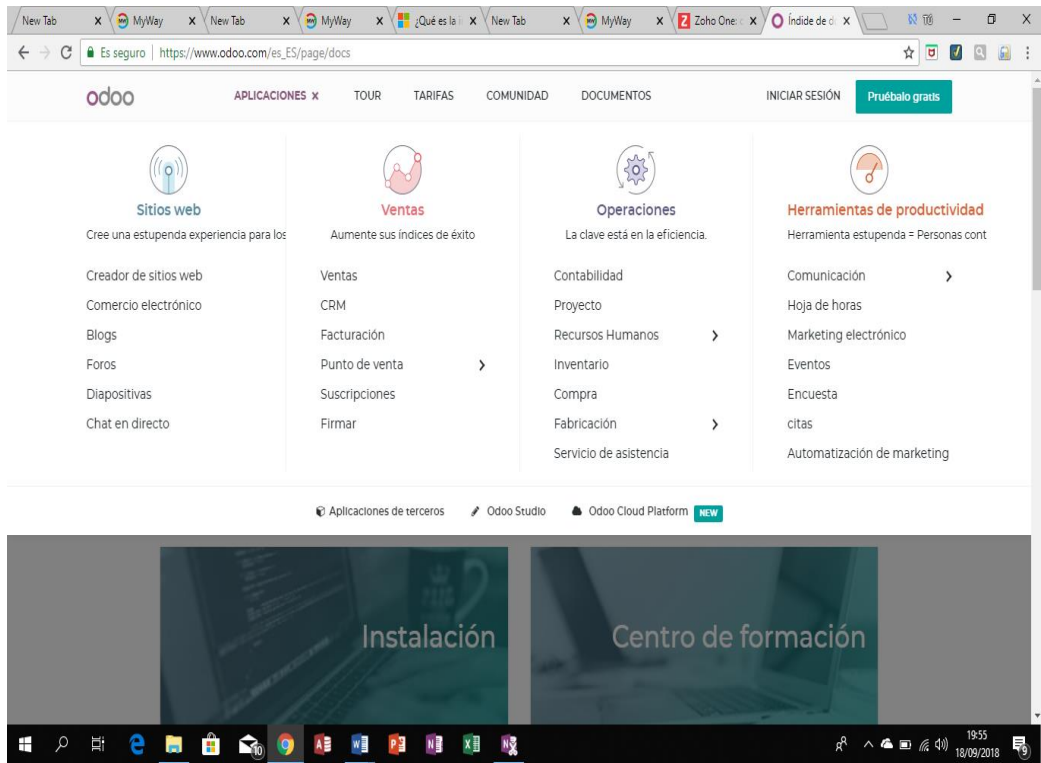 New Tab
MyWay
New Tab
MyWay
¿Qué es la i
New Tab
MyWay
Zoho One:
Índide de d
Es seguro | https://www.odoo.com/es_ES/page/docs
odoo
APLICACIONES x
TOUR
TARIFAS
COMUNIDAD
DOCUMENTOS
INICIAR SESIÓN
Pruébalo gratis
Sitios web
Cree una estupenda experiencia para los
Creador de sitios web
Comercio electrónico
Blogs
Foros
Diapositivas
Chat en directo
Ventas
Aumente sus índices de éxito
Ventas
CRM
Facturación
Punto de venta
Suscripciones
Firmar
Operaciones
La clave está en la eficiencia.
Contabilidad
Proyecto
Recursos Humanos
Inventario
Compra
Fabricación
Servicio de asistencia
Herramientas de productividad
Herramienta estupenda = Personas cont
Comunicación
Hoja de horas
Marketing electrónico
Eventos
Encuesta
citas
Automatización de marketing
Aplicaciones de terceros
Odoo Studio
Odoo Cloud Platform NEW
Instalación
Centro de formación
19:55
18/09/2018